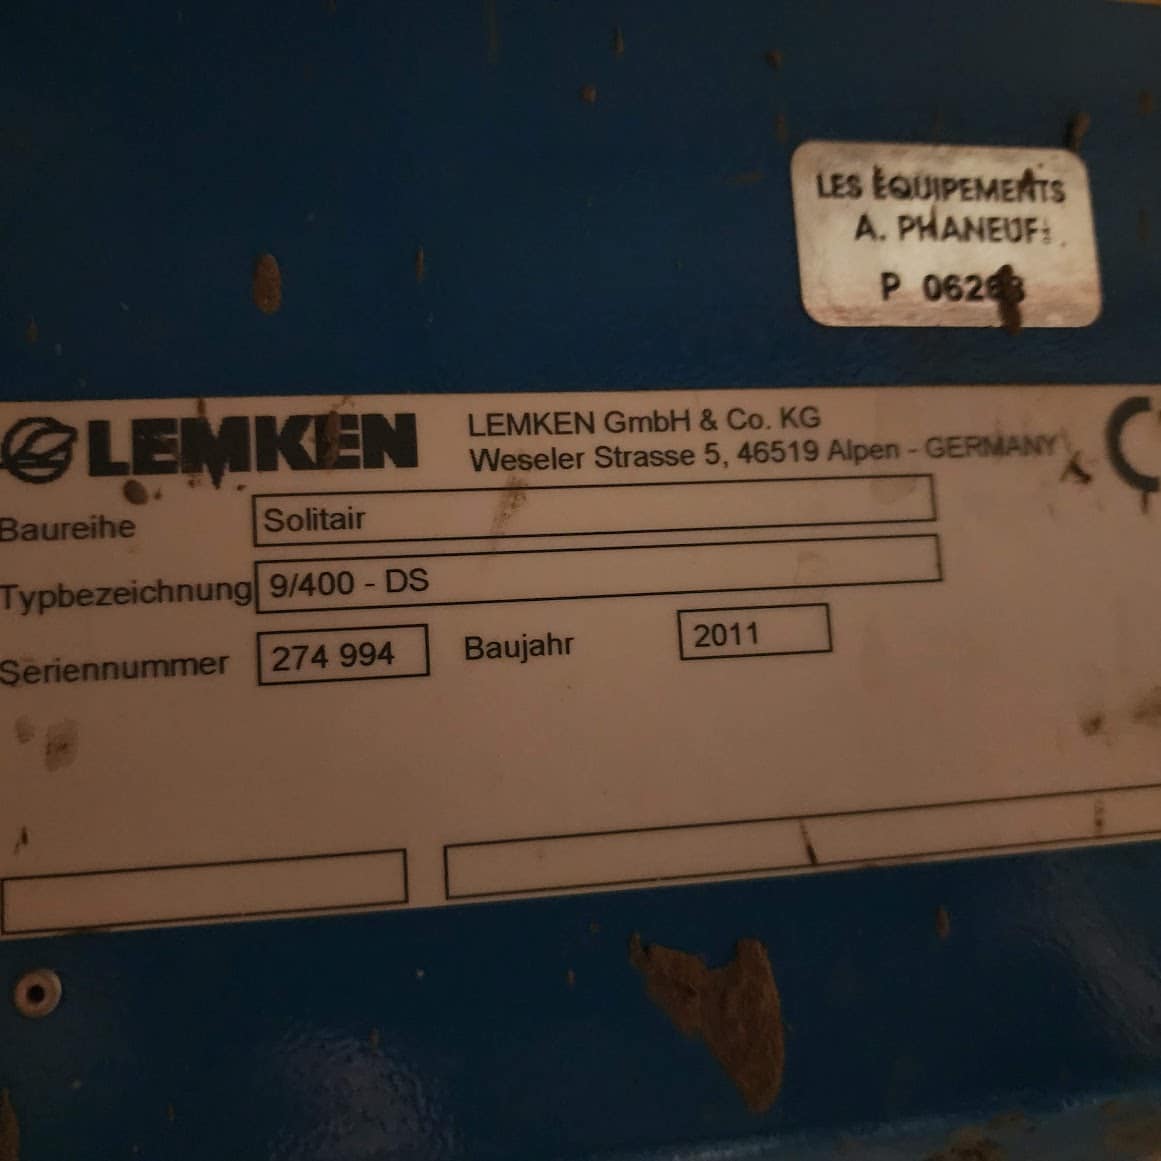 LES ÉQUIPEMENTS
A. PHANEUF
P
LEMKEN
LEMKEN GmbH & Co. KG
Weseler Strasse 5, 46519 Alpen - GERMANY
Baureihe Solitair
Typbezeichnung 9/400 - DS
Seriennummer 274 994 Baujahr 2011